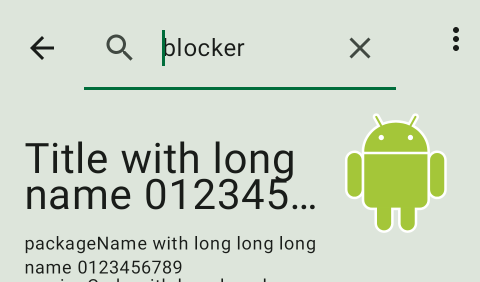 blocker
Title with long
name 012345…
packageName with long long long
name 0123456789